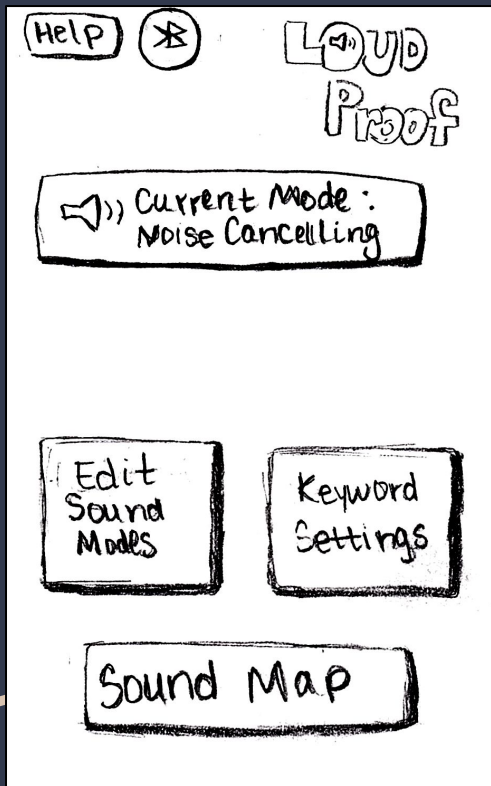 Help
LOUD
Proof
Current Mode:
Noise Cancelling
Edit
Sound
Modes
Keyword
Settings
Sound Map